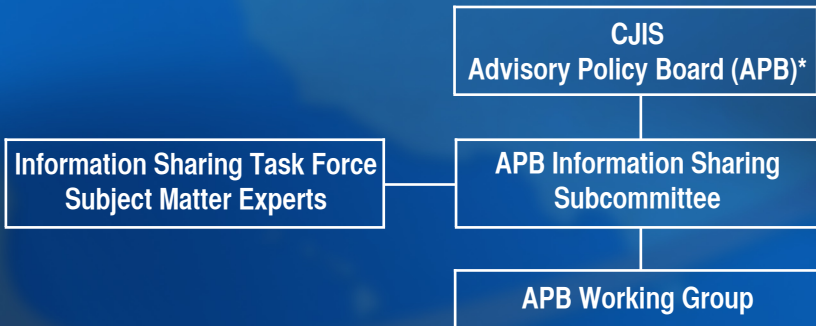 CJIS
Advisory Policy Board (APB)*
Information Sharing Task Force
Subject Matter Experts
APB Information Sharing
Subcommittee
APB Working Group